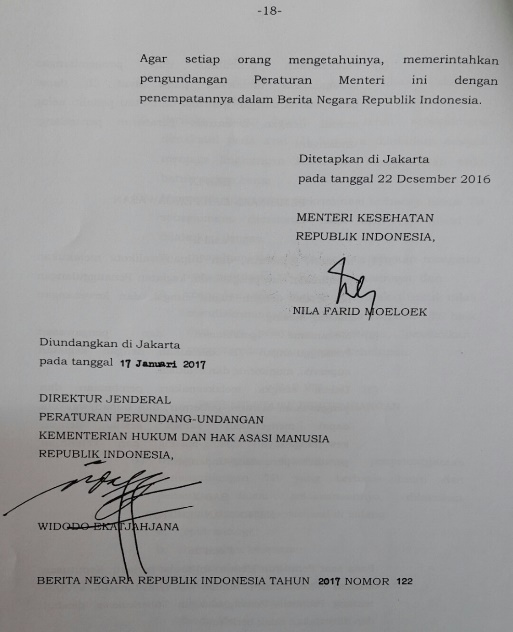 -18-
Agar setiap orang mengetahuinya, memerintahkan
pengundangan Peraturan Menteri ini dengan
penempatannya dalam Berita Negara Republik Indonesia.
Ditetapkan di Jakarta
pada tanggal 22 Desember 2016
MENTERI KESEHATAN
REPUBLIK INDONESIA,
NILA FARID MOELOEK
Diundangkan di Jakarta
pada tanggal 17 Januari 2017
DIREKTUR JENDERAL
PERATURAN PERUNDANG-UNDANGAN
KEMENTERIAN HUKUM DAN HAK ASASI MANUSIA
REPUBLIK INDONESIA,
WIDODO EKATJAHJANA
BERITA NEGARA REPUBLIK INDONESIA TAHUN 2017 NOMOR 122